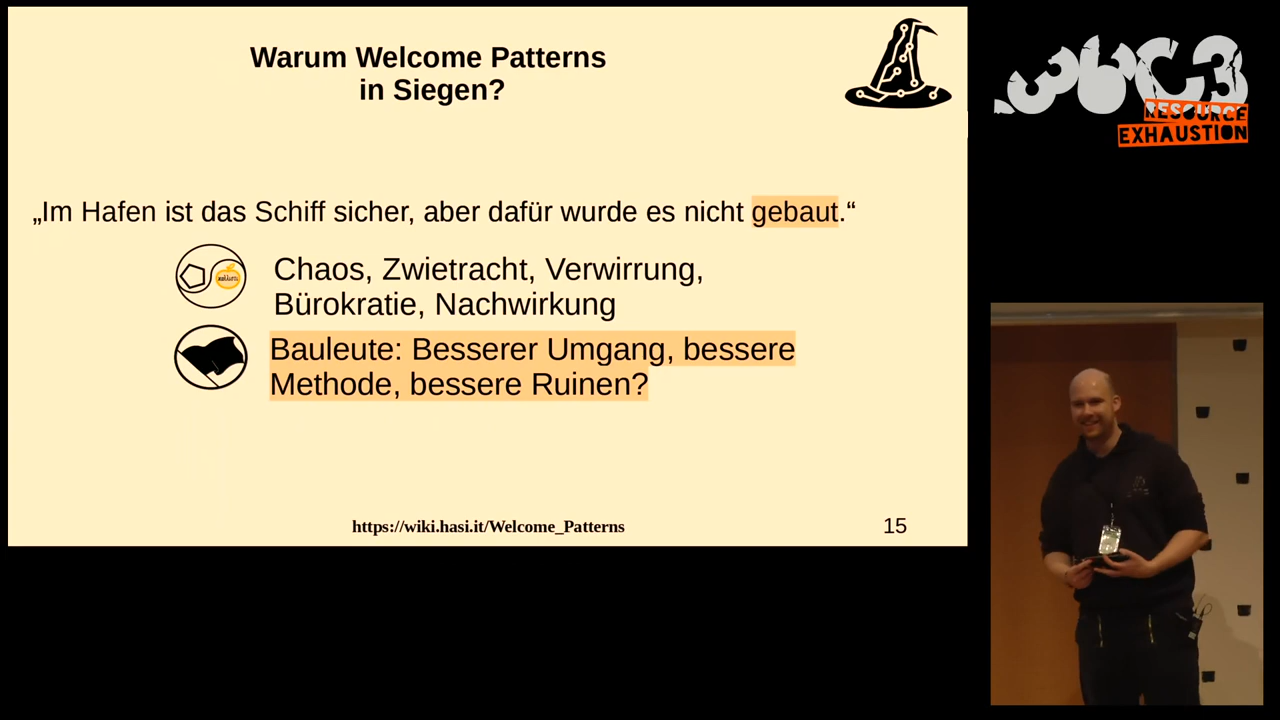 Warum Welcome Patterns
in Siegen?
„Im Hafen ist das Schiff sicher, aber dafür wurde es nicht gebaut.“
Chaos, Zwietracht, Verwirrung,
Bürokratie, Nachwirkung
Bauleute: Besserer Umgang, bessere
Methode, bessere Ruinen?
https://wiki.hasi.it/Welcome_Patterns
15
36C3
RESOURCE
EXHAUSTION